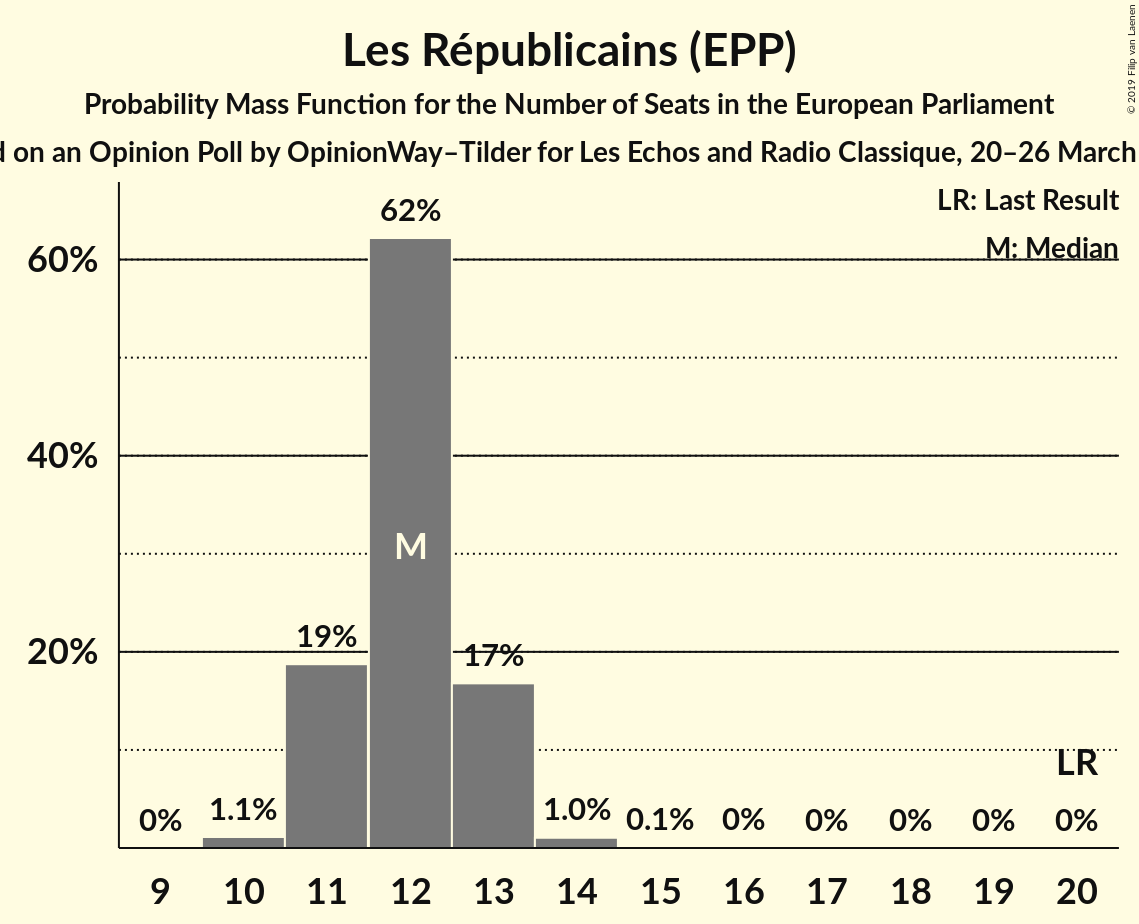 Les Républicains (EPP)
Probability Mass Function for the Number of Seats in the European Parliament
on an Opinion Poll by OpinionWay–Tilder for Les Echos and Radio Classique, 20–26 March
© 2019 Filip van Laenen
LR: Last Result
M: Median
60%
40%
20%
62%
M
19%
17%
LR
0% 1.1% 1.0% 0.1% 0% 0% 0% 0% 0%
9 10 11 12 13 14 15 16 17 18 19 20